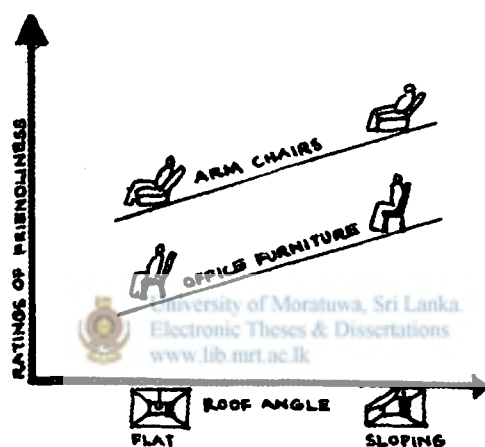 RATINGS OF FRIENDLINESS
ARM CHAIRS
OFFICE FURNITURE
University of Moratuwa, Sri Lanka.
Electronic Theses & Dissertations
www.lib.mrt.ac.lk
ROOF ANGLE
FLAT
SLOPING